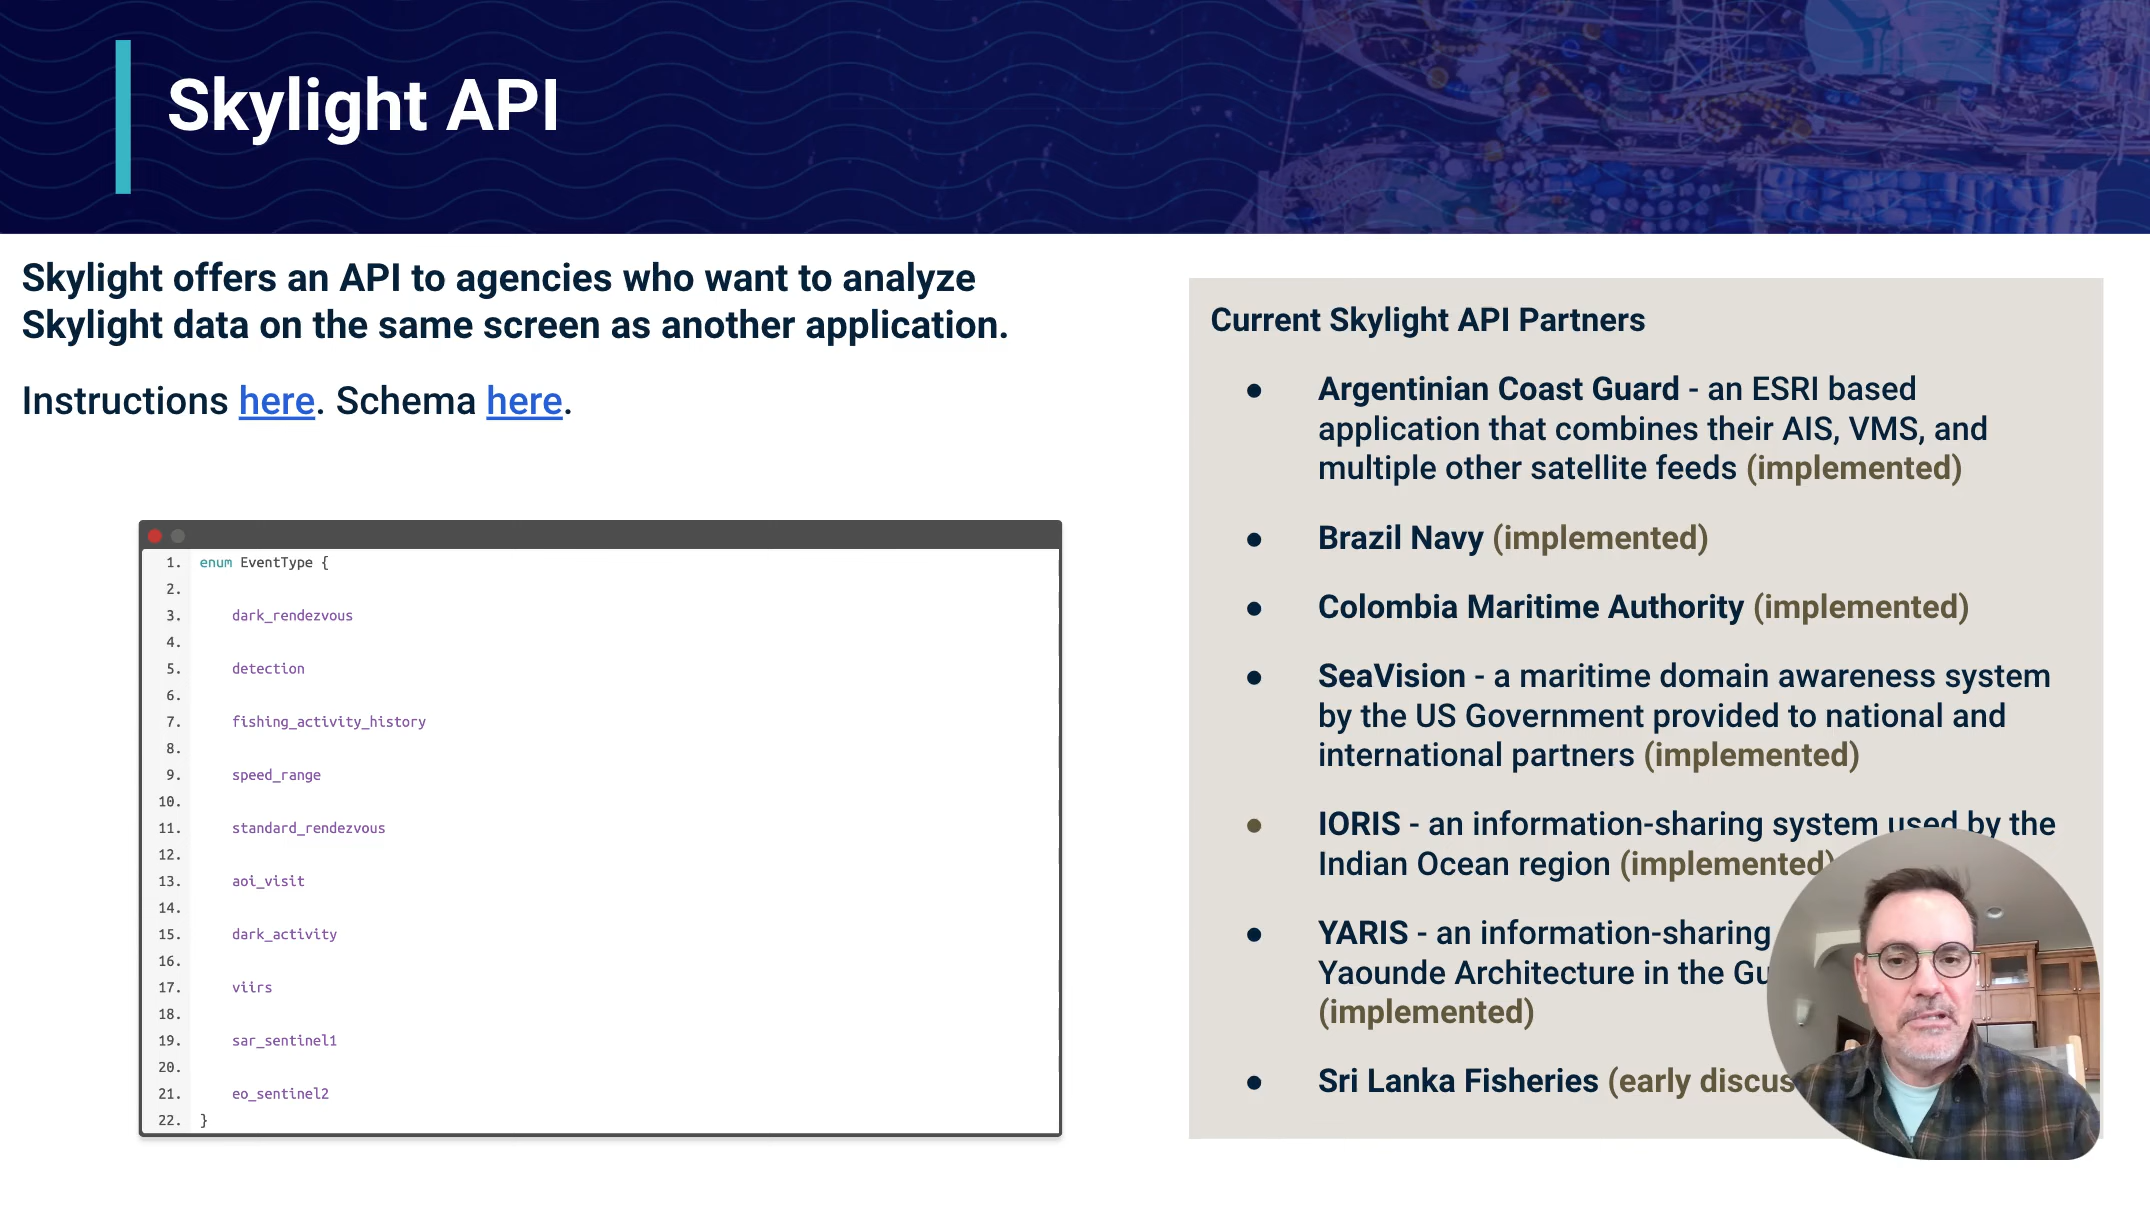 Skylight API
Skylight offers an API to agencies who want to analyze
Skylight data on the same screen as another application.
Instructions here. Schema here.
1. enum EventType {
2.
3. dark_rendezvous
4.
5. detection
6.
7. fishing_activity_history
8.
9. speed_range
10.
11. standard_rendezvous
12.
13. aoi_visit
14.
15. dark_activity
16.
17. viirs
18.
19. sar_sentinel1
20.
21. eo_sentinel2
22. }
Current Skylight API Partners
● Argentinian Coast Guard - an ESRI based
application that combines their AIS, VMS, and
multiple other satellite feeds (implemented)
● Brazil Navy (implemented)
● Colombia Maritime Authority (implemented)
● SeaVision - a maritime domain awareness system
by the US Government provided to national and
international partners (implemented)
● IORIS - an information-sharing system used by the
Indian Ocean region (implemented)
● YARIS - an information-sharing
Yaounde Architecture in the
(implemented)
● Sri Lanka Fisheries (early